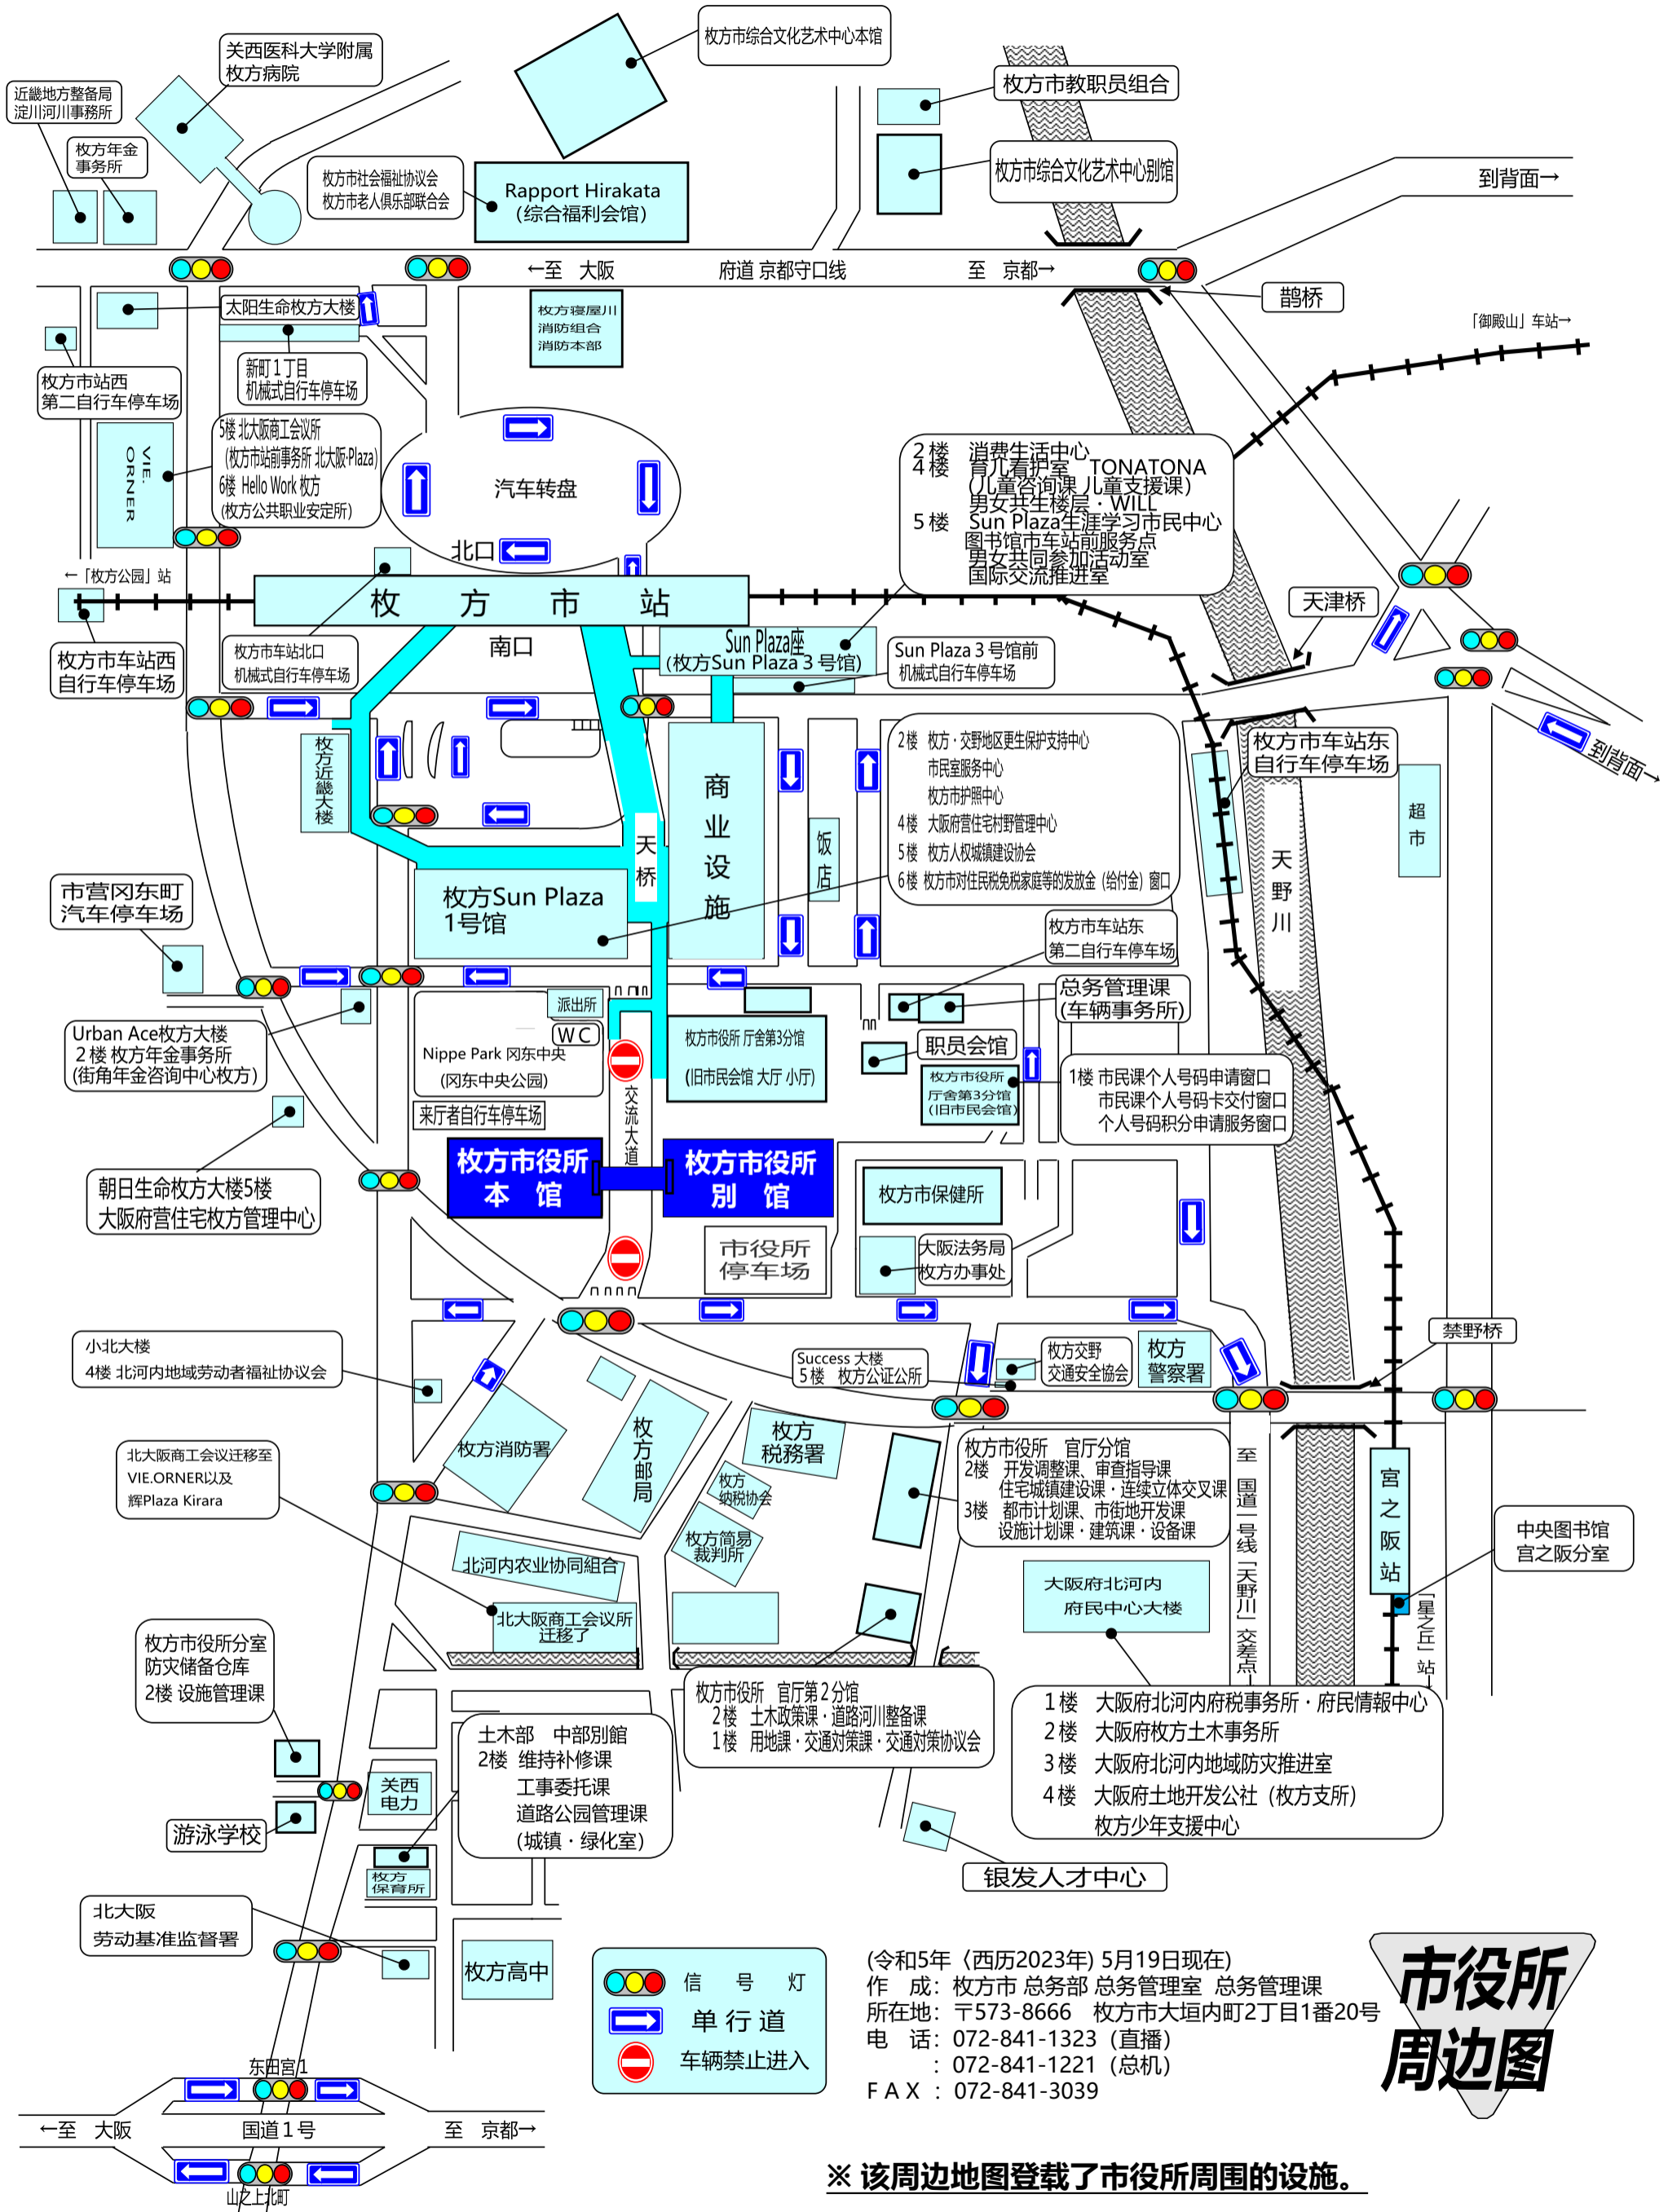 枚方市综合文化艺术中心本馆
关西医科大学附属
枚方病院
近畿地方整备局
淀川河川事務所
枚方年金
事务所
枚方市教职员组合
枚方市社会福祉协议会
枚方市老人俱乐部联合会
Rapport Hirakata
(综合福利会馆)
枚方市综合文化艺术中心别馆
到背面→
←至 大阪
府道 京都守口线
至 京都→
鹊桥
太阳生命枚方大楼
枚方寝屋川
消防组合
消防本部
「御殿山」车站→
枚方市站西
第二自行车停车场
新町1丁目
机械式自行车停车场
VIE.
ORNER
5楼 北大阪商工会议所
(枚方市站前事务所 北大阪·Plaza)
6楼 Hello Work 枚方
(枚方公共职业安定所)
汽车转盘
北口
2楼 消费生活中心
4楼 育儿看护室 TONATONA
(儿童咨询课 儿童支援课)
男女共生楼层・WILL
5楼 Sun Plaza生涯学习市民中心
图书馆市车站前服务点
男女共同参加活动室
国际交流推进室
←「枚方公园」站
枚方市站
天津桥
南口
枚方市车站西
自行车停车场
枚方市车站北口
机械式自行车停车场
Sun Plaza座
(枚方Sun Plaza 3号馆)
Sun Plaza 3号馆前
机械式自行车停车场
枚方近畿大楼
商业设施
天桥
饭店
2楼 枚方・交野地区更生保护支持中心
市民室服务中心
枚方市护照中心
4楼 大阪府营住宅村野管理中心
5楼 枚方人权城镇建设协会
6楼 枚方市对住民税免税家庭等的发放金(给付金)窗口
枚方市车站东
自行车停车场
到背面→
超市
天野川
市营冈东町
汽车停车场
枚方Sun Plaza
1号馆
枚方市车站东
第二自行车停车场
总务管理课
(车辆事务所)
派出所
WC
Nippe Park 冈东中央
(冈东中央公园)
来厅者自行车停车场
Urban Ace枚方大楼
2楼 枚方年金事务所
(街角年金咨询中心枚方)
枚方市役所 厅舍第3分馆
(旧市民会馆 大厅 小厅)
职员会馆
枚方市役所
厅舍第3分馆
(旧市民会馆)
1楼 市民课个人号码申请窗口
市民课个人号码卡交付窗口
个人号码积分申请服务窗口
交流大道
枚方市役所
本 馆
枚方市役所
別 馆
朝日生命枚方大楼5楼
大阪府营住宅枚方管理中心
枚方市保健所
市役所
停车场
大阪法务局
枚方办事处
小北大楼
4楼 北河内地域劳动者福祉协议会
Success 大楼
5楼 枚方公证公所
枚方交野
交通安全協会
枚方
警察署
禁野桥
枚方消防署
枚方邮局
枚方
税務署
枚方
纳税协会
枚方简易
裁判所
北大阪商工会议迁移至
VIE.ORNER以及
辉Plaza Kirara
枚方市役所 官厅分馆
2楼 开发调整课、审查指导课
住宅城镇建设课・连续立体交叉课
3楼 都市计划课、市街地开发课
设施计划课・建筑课・设备课
至 国道一号线「天野川」交差点→
宫之阪站
中央图书馆
宫之阪分室
「星之丘」站→
北河内农业协同組合
北大阪商工会议所
迁移了
大阪府北河内
府民中心大楼
枚方市役所分室
防灾储备仓库
2楼 设施管理课
枚方市役所 官厅第2分馆
2楼 土木政策课・道路河川整备课
1楼 用地課・交通対策課・交通対策协议会
1楼 大阪府北河内府税事务所・府民情報中心
2楼 大阪府枚方土木事务所
3楼 大阪府北河内地域防灾推进室
4楼 大阪府土地开发公社(枚方支所)
枚方少年支援中心
土木部 中部別館
2楼 维持补修课
工事委托课
道路公园管理课
(城镇・绿化室)
关西
电力
游泳学校
枚方
保育所
银发人才中心
北大阪
劳动基准监督署
枚方高中
信号灯
单行道
车辆禁止进入
(令和5年〈西历2023年) 5月19日现在)
作 成: 枚方市 总务部 总务管理室 总务管理课
所在地: 〒573-8666 枚方市大垣内町2丁目1番20号
电 话: 072-841-1323 (直播)
: 072-841-1221 (总机)
FAX : 072-841-3039
市役所
周边图
东田宫1
←至 大阪
国道1号
至 京都→
山之上北町
※ 该周边地图登载了市役所周围的设施。